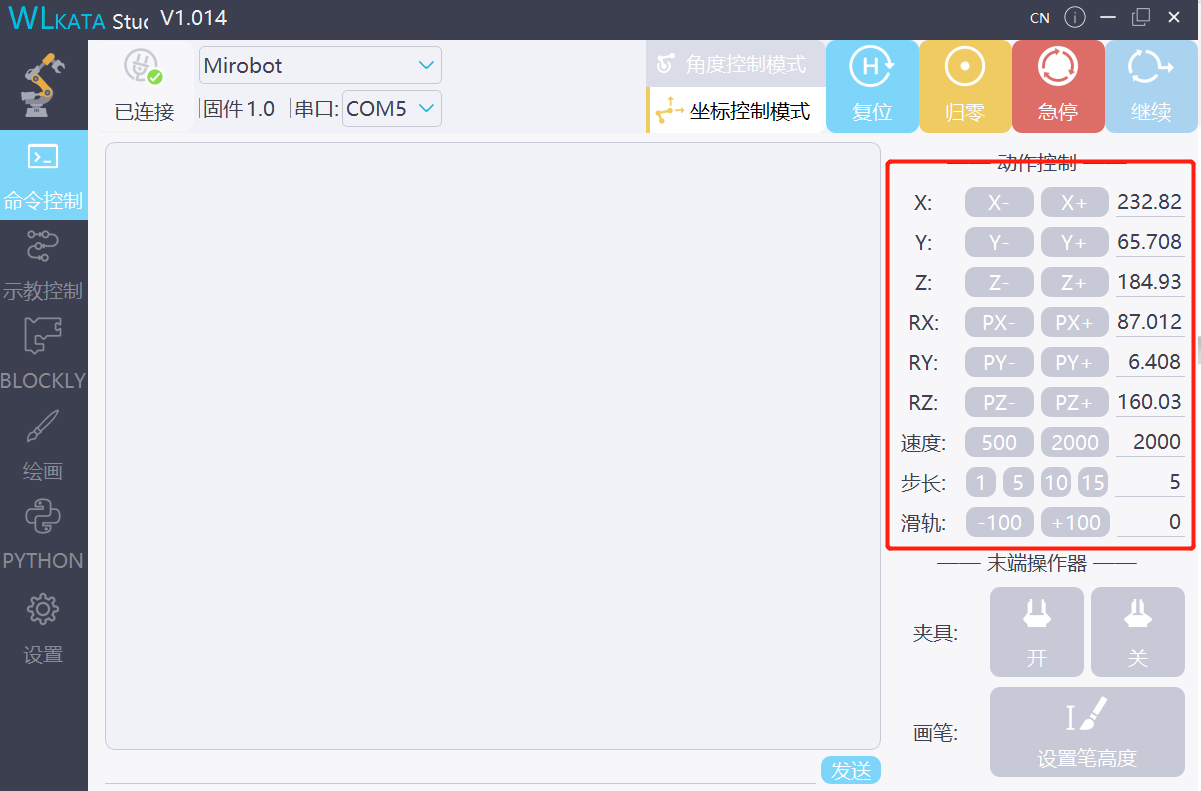 WLKATA Stuc V1.014
CN
已连接
Mirobot
固件 1.0
串口: COM5
角度控制模式
坐标控制模式
复位
归零
急停
继续
命令控制
示教控制
BLOCKLY
绘画
PYTHON
设置
发送
动作控制
X: X- X+ 232.82
Y: Y- Y+ 65.708
Z: Z- Z+ 184.93
RX: PX- PX+ 87.012
RY: PY- PY+ 6.408
RZ: PZ- PZ+ 160.03
速度: 500 2000 2000
步长: 1 5 10 15 5
滑轨: -100 +100 0
末端操作器
夹具: 开 关
画笔: 设置笔高度